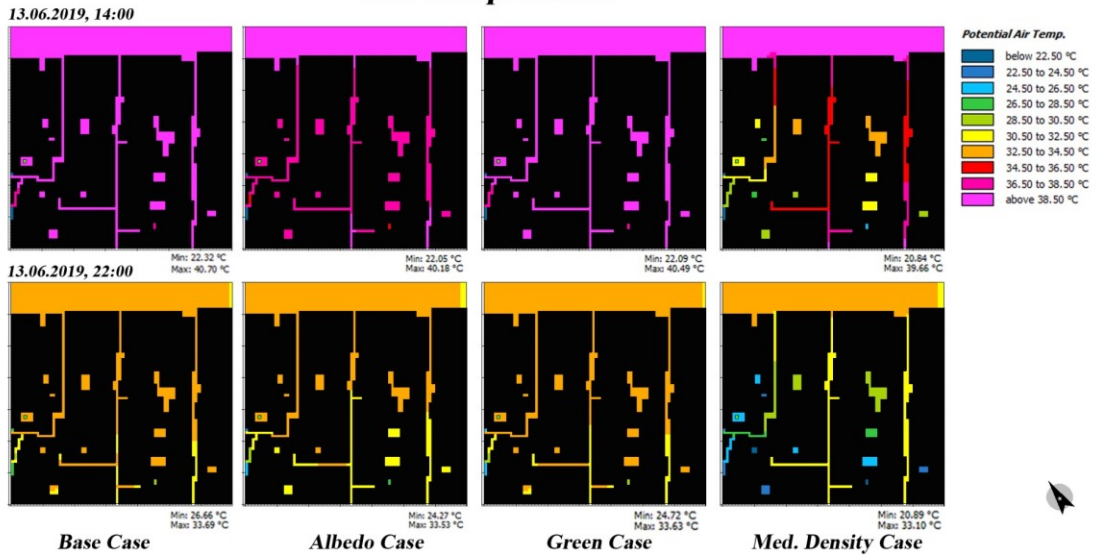 13.06.2019, 14:00
Potential Air Temp.
below 22.50 °C
22.50 to 24.50 °C
24.50 to 26.50 °C
26.50 to 28.50 °C
28.50 to 30.50 °C
30.50 to 32.50 °C
32.50 to 34.50 °C
34.50 to 36.50 °C
36.50 to 38.50 °C
above 38.50 °C
Min: 22.32 °C
Max: 40.70 °C
Min: 22.05 °C
Max: 40.18 °C
Min: 22.09 °C
Max: 40.49 °C
Min: 20.84 °C
Max: 39.66 °C
13.06.2019, 22:00
Min: 26.66 °C
Max: 33.69 °C
Min: 24.27 °C
Max: 33.53 °C
Min: 24.72 °C
Max: 33.63 °C
Min: 20.89 °C
Max: 33.10 °C
Base Case
Albedo Case
Green Case
Med. Density Case